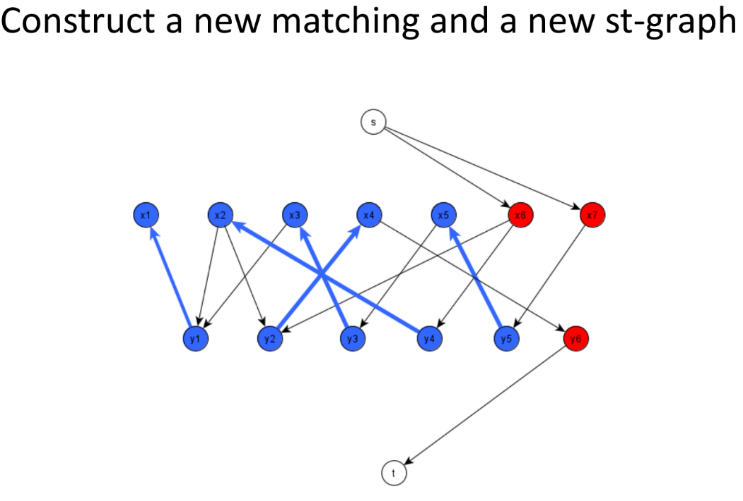 Construct a new matching and a new st-graph
s
x1 x2 x3 x4 x5 x6 x7
y1 y2 y3 y4 y5 y6
t